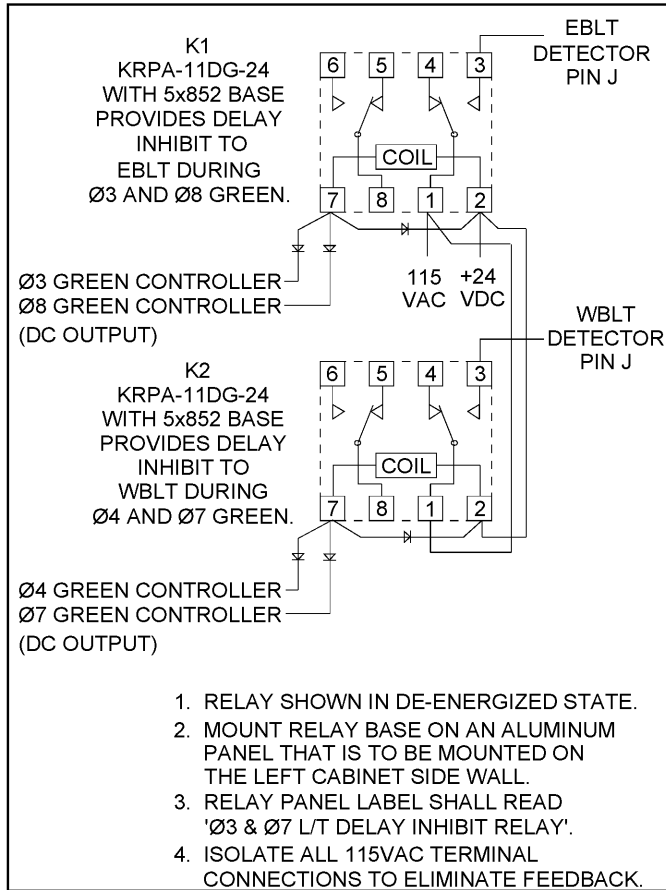 K1
KRPA-11DG-24
WITH 5x852 BASE
PROVIDES DELAY
INHIBIT TO
EBLT DURING
Ø3 AND Ø8 GREEN.
EBLT
DETECTOR
PIN J
6 5 4 3
COIL
7 8 1 2
Ø3 GREEN CONTROLLER
Ø8 GREEN CONTROLLER
(DC OUTPUT)
115
VAC
+24
VDC
WBLT
DETECTOR
PIN J
K2
KRPA-11DG-24
WITH 5x852 BASE
PROVIDES DELAY
INHIBIT TO
WBLT DURING
Ø4 AND Ø7 GREEN.
6 5 4 3
COIL
7 8 1 2
Ø4 GREEN CONTROLLER
Ø7 GREEN CONTROLLER
(DC OUTPUT)
1. RELAY SHOWN IN DE-ENERGIZED STATE.
2. MOUNT RELAY BASE ON AN ALUMINUM
PANEL THAT IS TO BE MOUNTED ON
THE LEFT CABINET SIDE WALL.
3. RELAY PANEL LABEL SHALL READ
'Ø3 & Ø7 L/T DELAY INHIBIT RELAY'.
4. ISOLATE ALL 115VAC TERMINAL
CONNECTIONS TO ELIMINATE FEEDBACK.